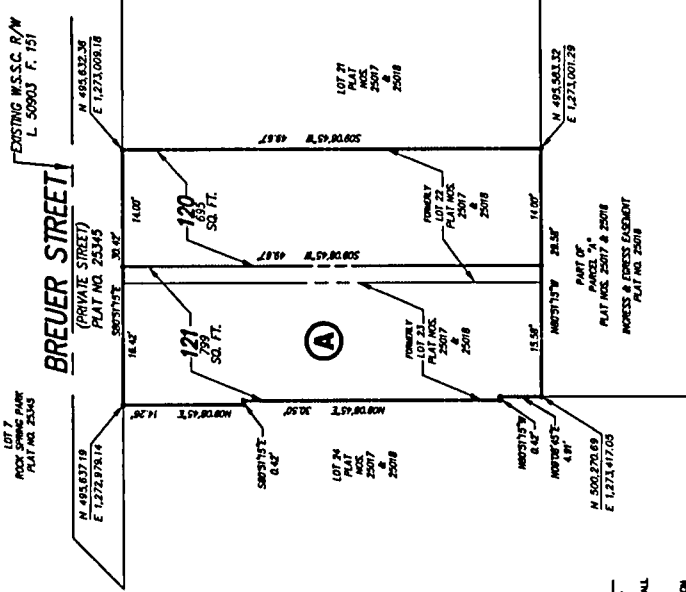 LOT 7
ROCK SPRING PARK
PLAT NO. 25345
BREUER STREET
(PRIVATE STREET)
PLAT NO. 25345
EXISTING W.S.S.C. R/W
L. 50903 F. 151
N 495,637.19
E 1,272,979.14
N 495,632.36
E 1,273,009.18
S80°51'15"E
30.42'
16.42'
14.00'
14.26'
N09°08'45"E
S80°51'15"E
0.42'
30.50'
N09°08'45"E
N80°51'15"W
0.42'
N09°08'45"E
4.91'
LOT 24
PLAT
NOS.
25017
&
25018
121
799
SQ. FT.
A
FORMERLY
LOT 23
PLAT NOS.
25017
&
25018
49.67'
S09°08'45"W
120
695
SQ. FT.
FORMERLY
LOT 22
PLAT NOS.
25017
&
25018
49.67'
S09°08'45"W
LOT 21
PLAT
NOS.
25017
&
25018
15.58'
14.00'
N80°51'15"W
29.58'
N 500,270.69
E 1,273,417.05
N 495,583.32
E 1,273,001.29
PART OF
PARCEL "A"
PLAT NOS. 25017 & 25018
INGRESS & EGRESS EASEMENT
PLAT NO. 25018